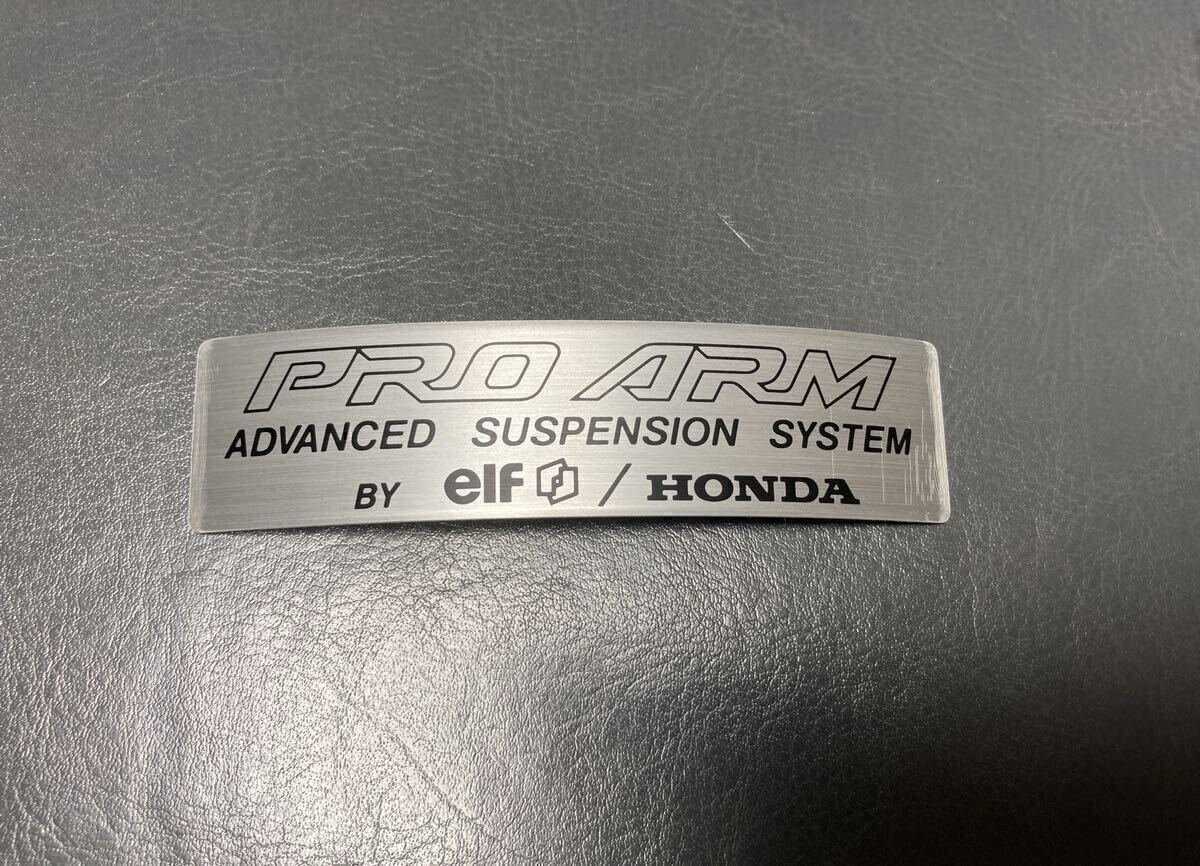 PRO ARM
ADVANCED SUSPENSION SYSTEM
BY elf / HONDA